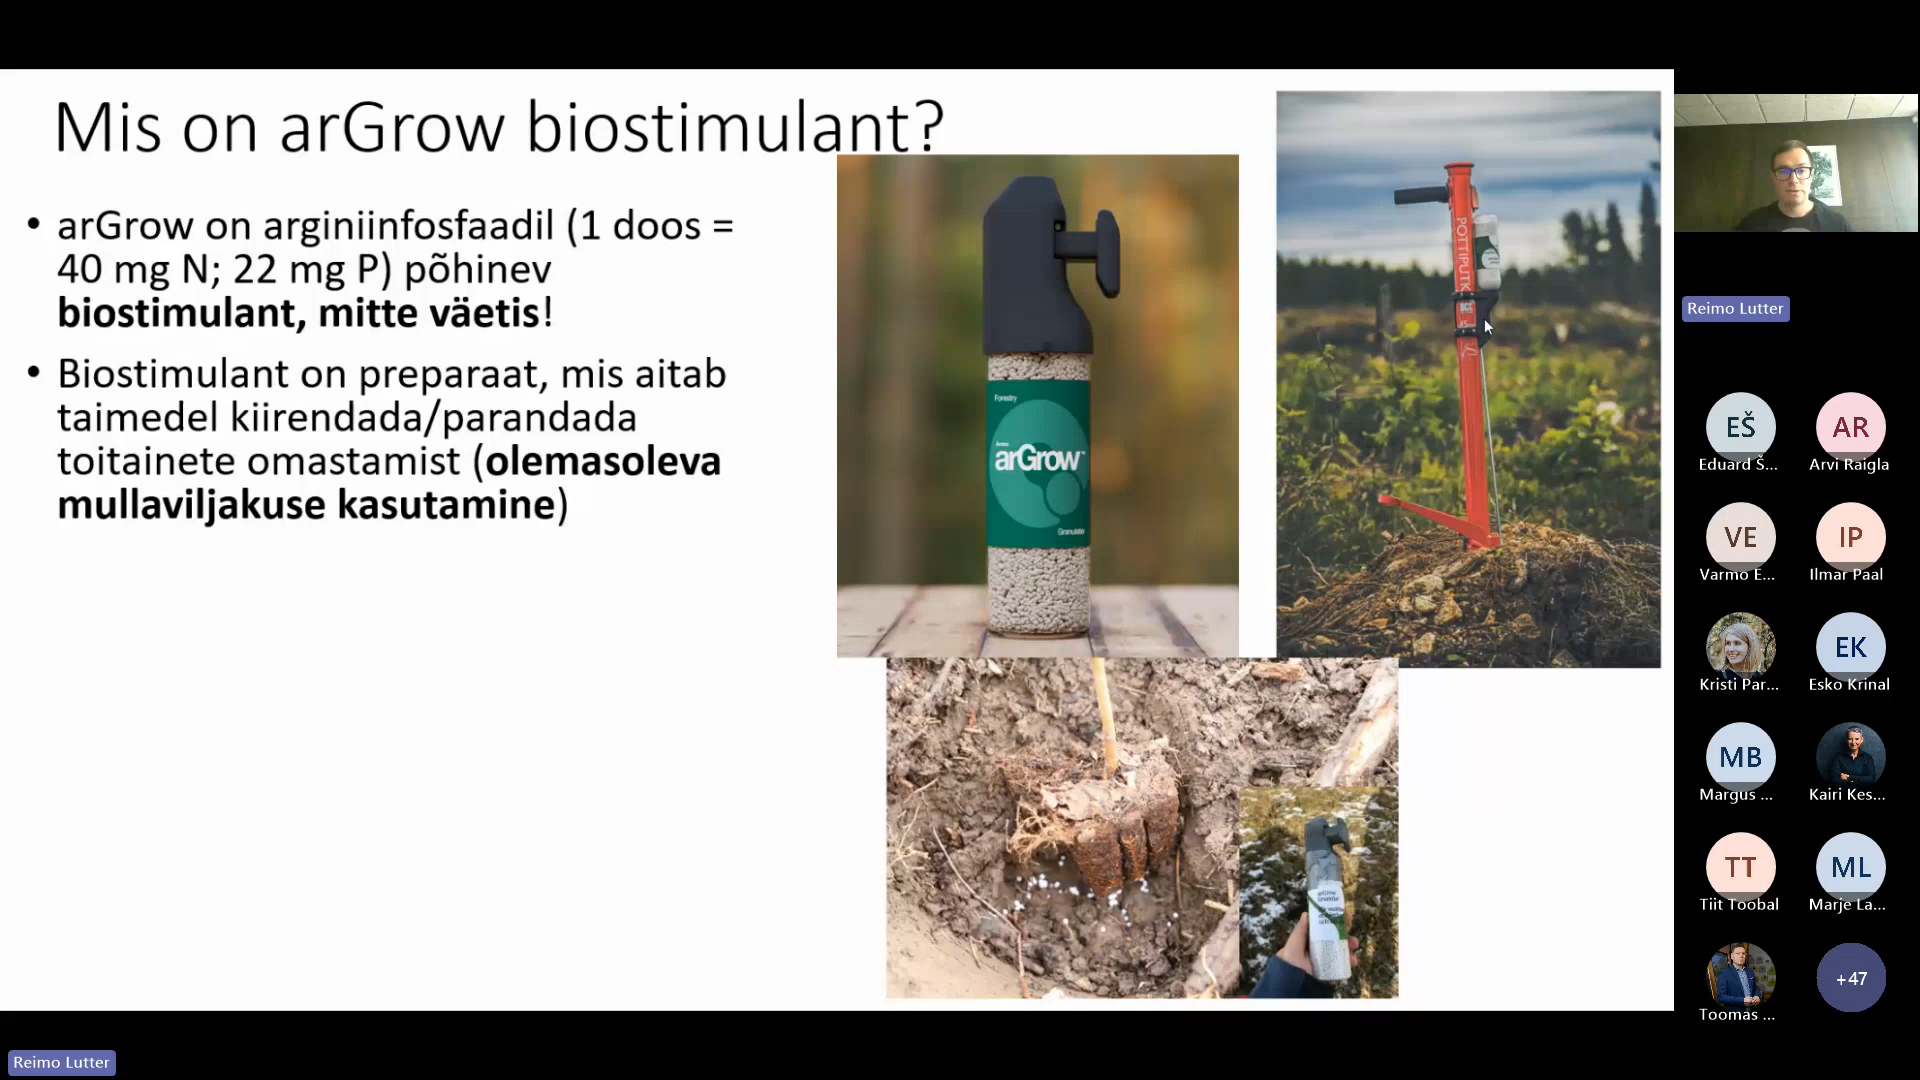 Mis on arGrow biostimulant?
• arGrow on arginiinfosfaadil (1 doos =
40 mg N; 22 mg P) põhinev
biostimulant, mitte väetis!
• Biostimulant on preparaat, mis aitab
taimedel kiirendada/parandada
toitainete omastamist (olemasoleva
mullaviljakuse kasutamine)
Forestry
arGrow
POTTIPUTKI
Reimo Lutter
EŠ
AR
Eduard Š...
Arvi Raigla
VE
IP
Varmo E...
Ilmar Paal
EK
Kristi Par...
Esko Krinal
MB
Margus ...
Kairi Kes...
TT
ML
Tiit Toobal
Marje La...
+47
Toomas ...
Reimo Lutter